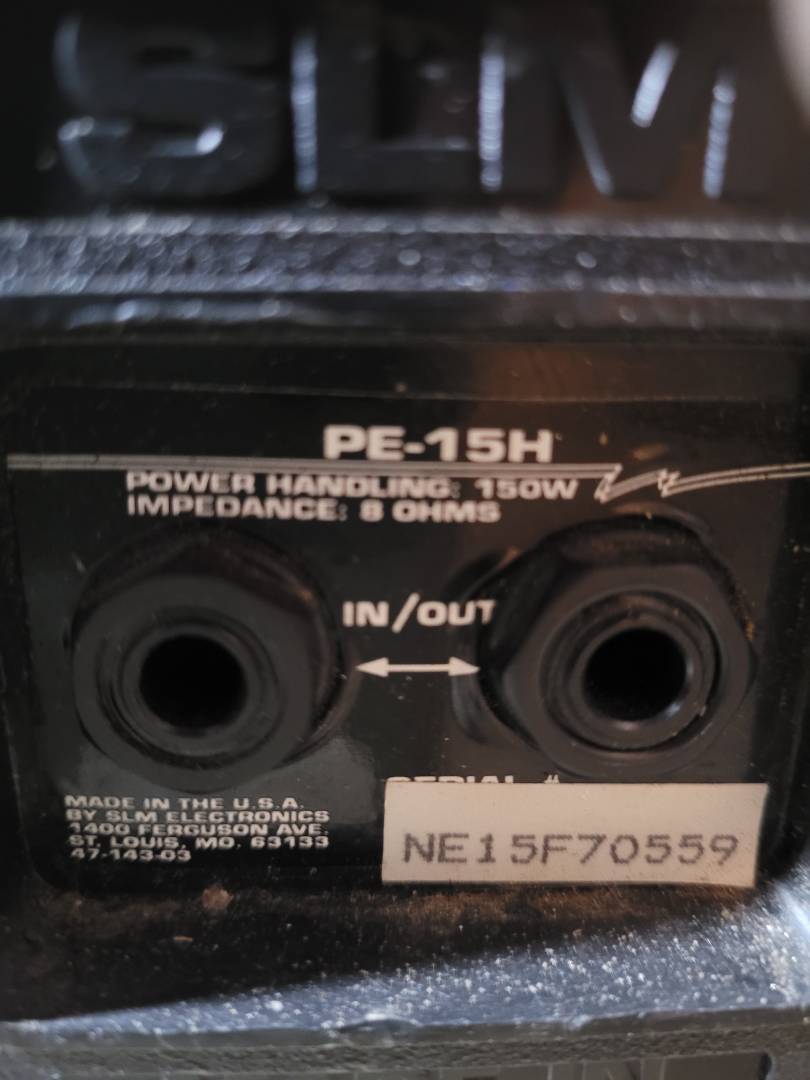 SLM
PE-15H
POWER HANDLING: 150W
IMPEDANCE: 8 OHMS
IN/OUT
SERIAL #
NE15F70559
MADE IN THE U.S.A.
BY SLM ELECTRONICS
1400 FERGUSON AVE.
ST. LOUIS, MO. 63133
47-143-03